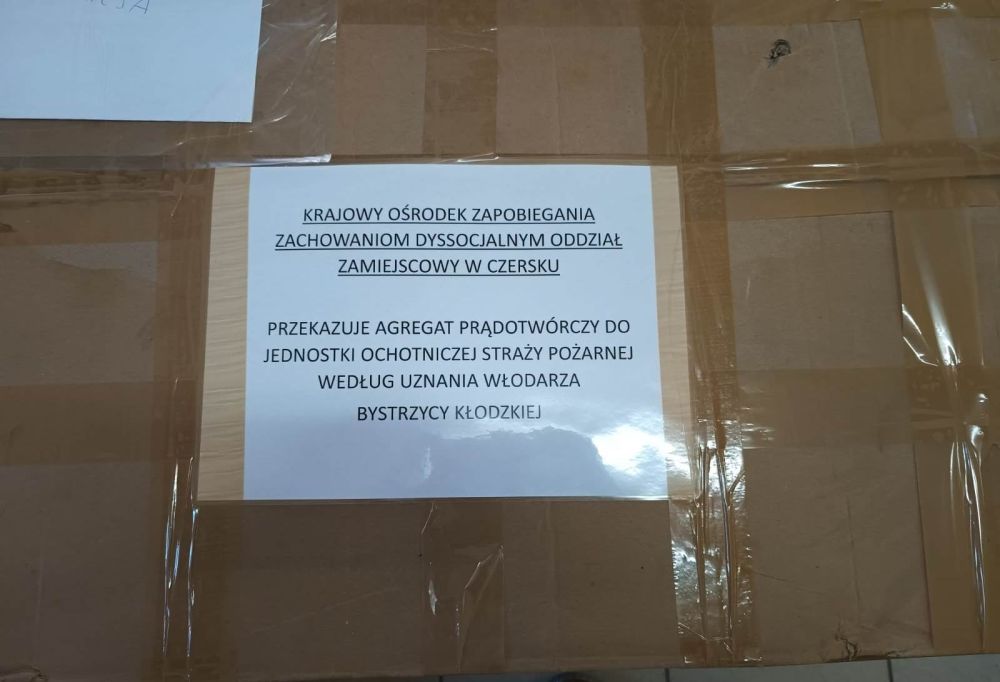 KRAJOWY OŚRODEK ZAPOBIEGANIA
ZACHOWANIOM DYSSOCJALNYM ODDZIAŁ
ZAMIEJSCOWY W CZERSKU
PRZEKAZUJE AGREGAT PRĄDOTWÓRCZY DO
JEDNOSTKI OCHOTNICZEJ STRAŻY POŻARNEJ
WEDŁUG UZNANIA WŁODARZA
BYSTRZYCY KŁODZKIEJ